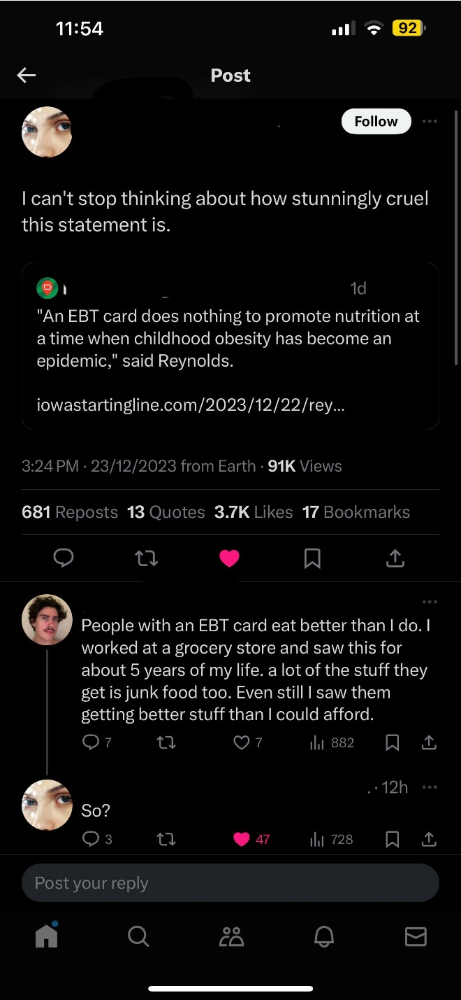 11:54
92
Post
Follow
I can't stop thinking about how stunningly cruel
this statement is.
1d
"An EBT card does nothing to promote nutrition at
a time when childhood obesity has become an
epidemic," said Reynolds.
iowastartingline.com/2023/12/22/rey...
3:24 PM · 23/12/2023 from Earth · 91K Views
681 Reposts 13 Quotes 3.7K Likes 17 Bookmarks
People with an EBT card eat better than I do. I
worked at a grocery store and saw this for
about 5 years of my life. a lot of the stuff they
get is junk food too. Even still I saw them
getting better stuff than I could afford.
7 7 882
· 12h
So?
3 47 728
Post your reply